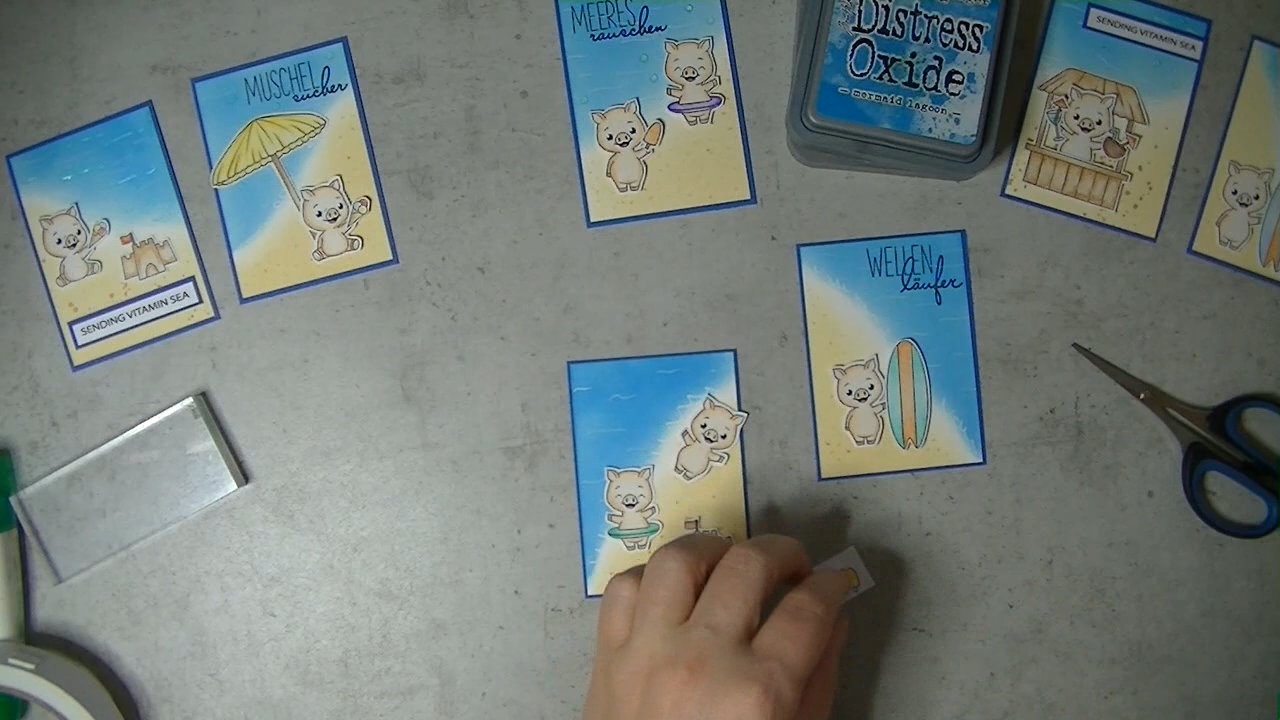 SENDING VITAMIN SEA
MUSCHEL
sucher
MEERES
rauschen
Distress
Oxide
— mermaid lagoon —
SENDING VITAMIN SEA
WELLEN
läufer